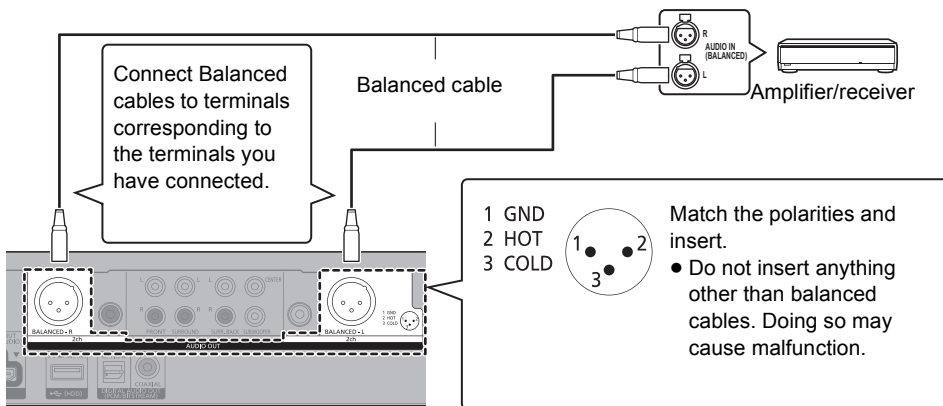 R
AUDIO IN
(BALANCED)
L
Amplifier/receiver
Balanced cable
Connect Balanced
cables to terminals
corresponding to
the terminals you
have connected.
1 GND
2 HOT
3 COLD
1
2
3
Match the polarities and
insert.
● Do not insert anything
other than balanced
cables. Doing so may
cause malfunction.
L
L
CENTER
R
R
FRONT
SURROUND
SURR.BACK
SUBWOOFER
BALANCED - R
2ch
BALANCED - L
2ch
1 GND
2 HOT
3 COLD
AUDIO OUT
(HDD)
COAXIAL
DIGITAL AUDIO OUT
(PCM/BITSTREAM)